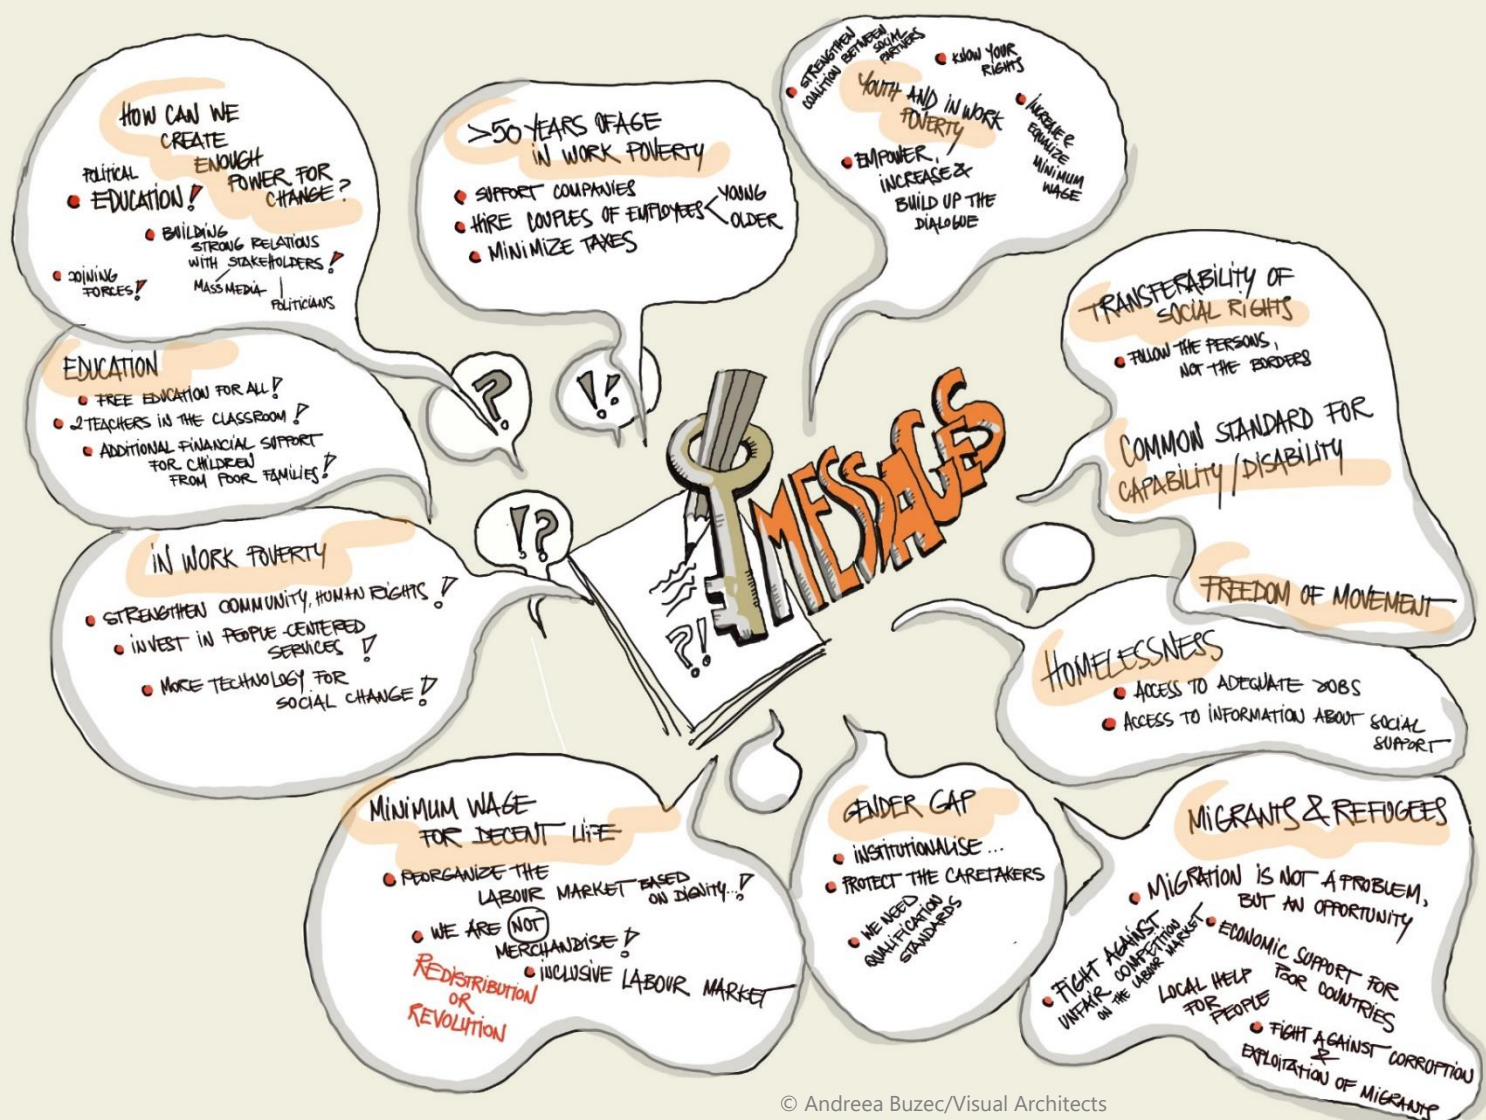 HOW CAN WE
CREATE
ENOUGH
POWER FOR
CHANGE?
POLITICAL
EDUCATION!
BUILDING
STRONG RELATIONS
WITH STAKEHOLDERS!
MASS MEDIA
POLITICIANS
JOINING
FORCES!
>50 YEARS OF AGE
IN WORK POVERTY
SUPPORT COMPANIES
HIRE COUPLES OF EMPLOYEES < YOUNG
OLDER
MINIMIZE TAXES
STRENGTHEN
COALITION BETWEEN
SOCIAL
PARTNERS
KNOW YOUR
RIGHTS
YOUTH AND IN WORK
POVERTY
INCREASE &
EQUALIZE
MINIMUM
WAGE
EMPOWER,
INCREASE &
BUILD UP THE
DIALOGUE
TRANSFERABILITY OF
SOCIAL RIGHTS
FOLLOW THE PERSONS,
NOT THE BORDERS
COMMON STANDARD FOR
CAPABILITY/DISABILITY
FREEDOM OF MOVEMENT
EDUCATION
FREE EDUCATION FOR ALL!
2 TEACHERS IN THE CLASSROOM!
ADDITIONAL FINANCIAL SUPPORT
FOR CHILDREN
FROM POOR FAMILIES!
?
!!
!?
?!
MESSAGES
IN WORK POVERTY
STRENGTHEN COMMUNITY, HUMAN RIGHTS!
INVEST IN PEOPLE-CENTERED
SERVICES!
MORE TECHNOLOGY FOR
SOCIAL CHANGE!
HOMELESSNESS
ACCESS TO ADEQUATE JOBS
ACCESS TO INFORMATION ABOUT SOCIAL
SUPPORT
MINIMUM WAGE
FOR DECENT LIFE
REORGANIZE THE
LABOUR MARKET BASED
ON DIGNITY...!
WE ARE NOT
MERCHANDISE!
INCLUSIVE LABOUR MARKET
REDISTRIBUTION
OR
REVOLUTION
GENDER GAP
INSTITUTIONALISE...
PROTECT THE CARETAKERS
WE NEED
QUALIFICATION
STANDARDS
MIGRANTS & REFUGEES
MIGRATION IS NOT A PROBLEM,
BUT AN OPPORTUNITY
FIGHT AGAINST
UNFAIR COMPETITION
ON THE LABOR MARKET
ECONOMIC SUPPORT FOR
POOR COUNTRIES
LOCAL HELP
FOR
PEOPLE
FIGHT AGAINST CORRUPTION
&
EXPLOITATION OF MIGRANTS
© Andreea Buzec/Visual Architects